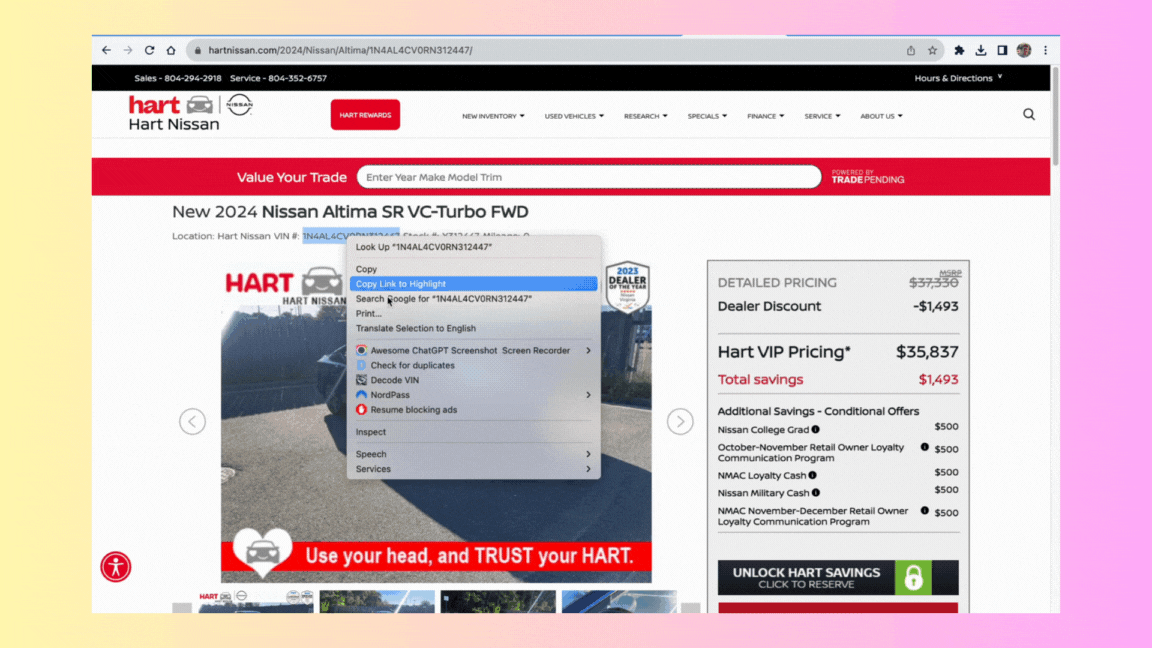 hartnissan.com/2024/Nissan/Altima/1N4AL4CV0RN312447/
Sales - 804-294-2918 Service - 804-352-6757
Hours & Directions
hart NISSAN
Hart Nissan
HART REWARDS
NEW INVENTORY USED VEHICLES RESEARCH SPECIALS FINANCE SERVICE ABOUT US
Value Your Trade
Enter Year Make Model Trim
POWERED BY
TRADEPENDING
New 2024 Nissan Altima SR VC-Turbo FWD
Location: Hart Nissan VIN #: 1N4AL4CV0RN312447 Stock #: Mileage: 0
Look Up "1N4AL4CV0RN312447"
Copy
Copy Link to Highlight
Search Google for "1N4AL4CV0RN312447"
Print...
Translate Selection to English
Awesome ChatGPT Screenshot Screen Recorder
Check for duplicates
Decode VIN
NordPass
Resume blocking ads
Inspect
Speech
Services
HART
HART NISSAN
2023
DEALER
OF THE YEAR
Use your head, and TRUST your HART.
MSRP
DETAILED PRICING $37,330
Dealer Discount -$1,493
Hart VIP Pricing* $35,837
Total savings $1,493
Additional Savings - Conditional Offers
Nissan College Grad $500
October-November Retail Owner Loyalty
Communication Program $500
NMAC Loyalty Cash $500
Nissan Military Cash $500
NMAC November-December Retail Owner
Loyalty Communication Program $500
UNLOCK HART SAVINGS
CLICK TO RESERVE
HART